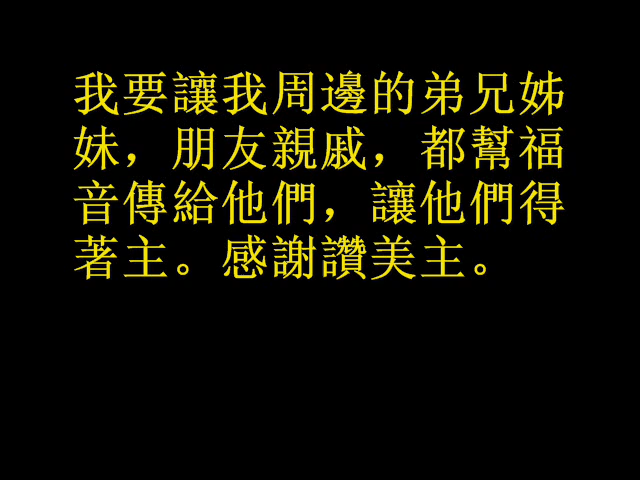 我要讓我周邊的弟兄姊
妹，朋友親戚，都幫福
音傳給他們，讓他們得
著主。感謝讚美主。